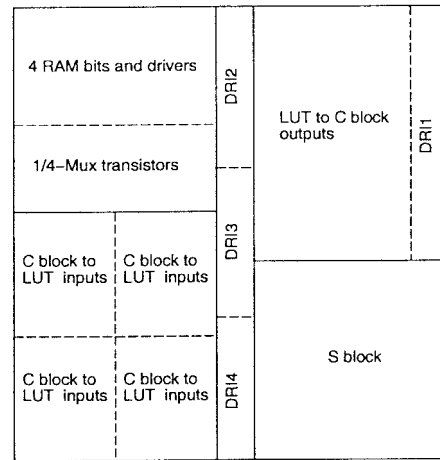 4 RAM bits and drivers
1/4-Mux transistors
C block to
LUT inputs
C block to
LUT inputs
C block to
LUT inputs
C block to
LUT inputs
DRI2
DRI3
DRI4
LUT to C block
outputs
DRI1
S block